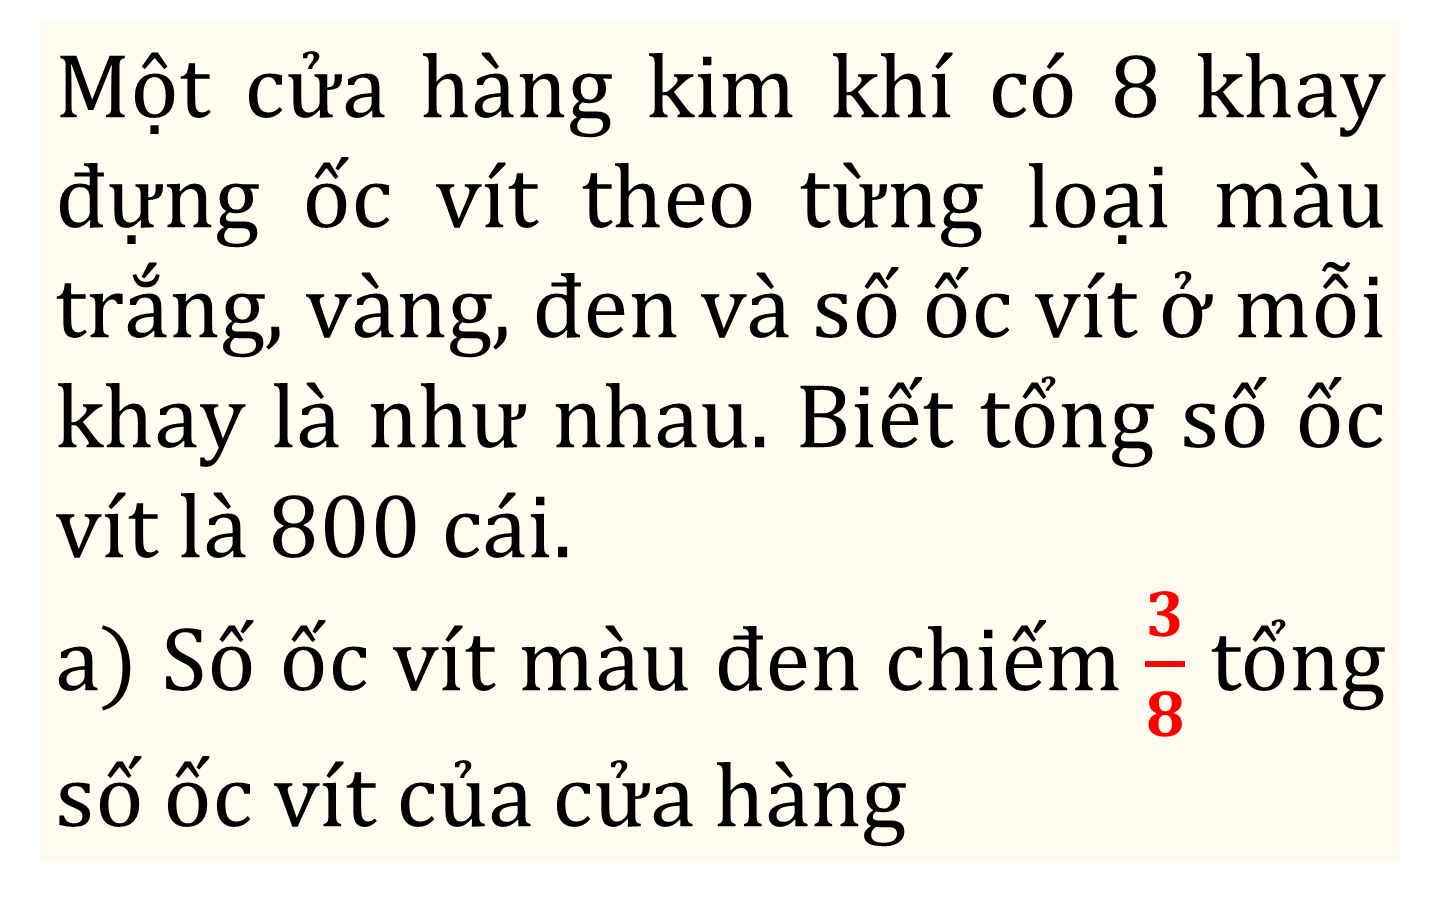 Một cửa hàng kim khí có 8 khay
đựng ốc vít theo từng loại màu
trắng, vàng, đen và số ốc vít ở mỗi
khay là như nhau. Biết tổng số ốc
vít là 800 cái.
a) Số ốc vít màu đen chiếm 3/8 tổng
số ốc vít của cửa hàng